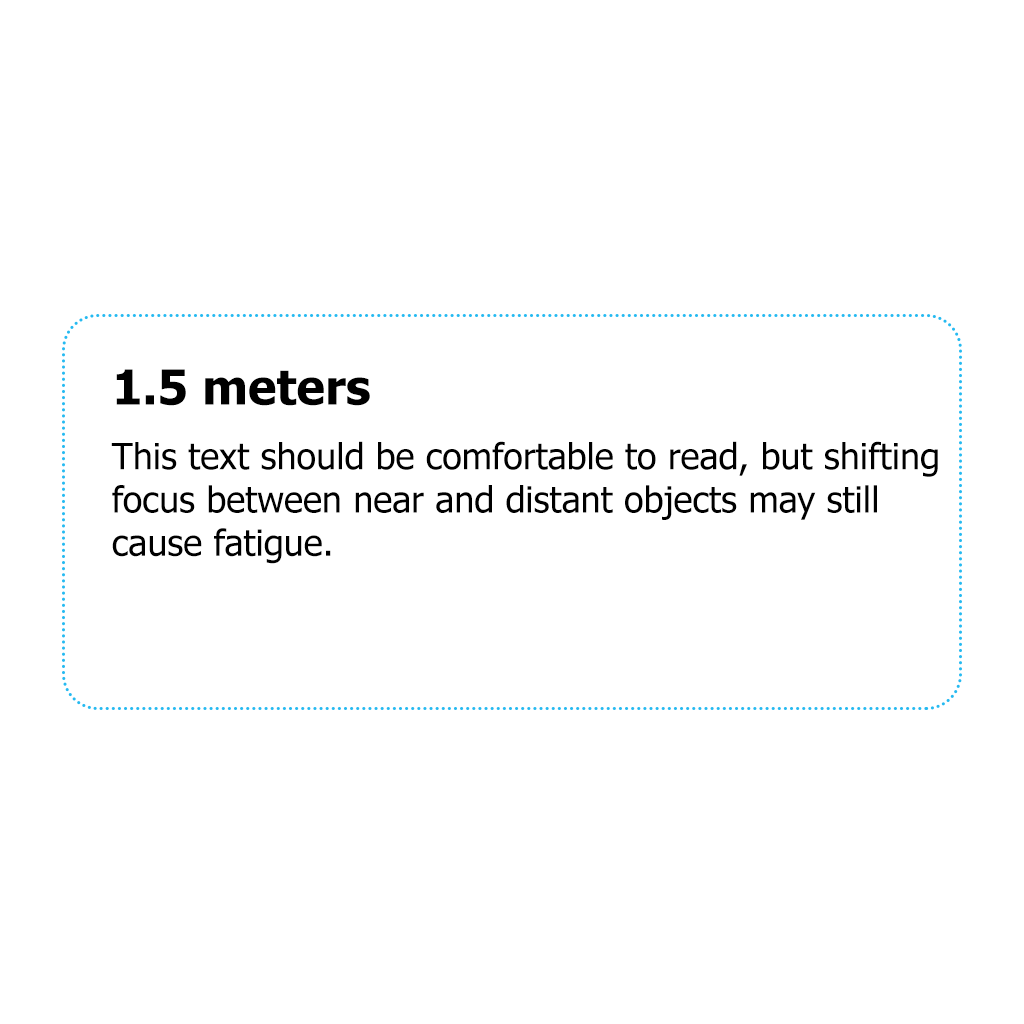 1.5 meters
This text should be comfortable to read, but shifting
focus between near and distant objects may still
cause fatigue.